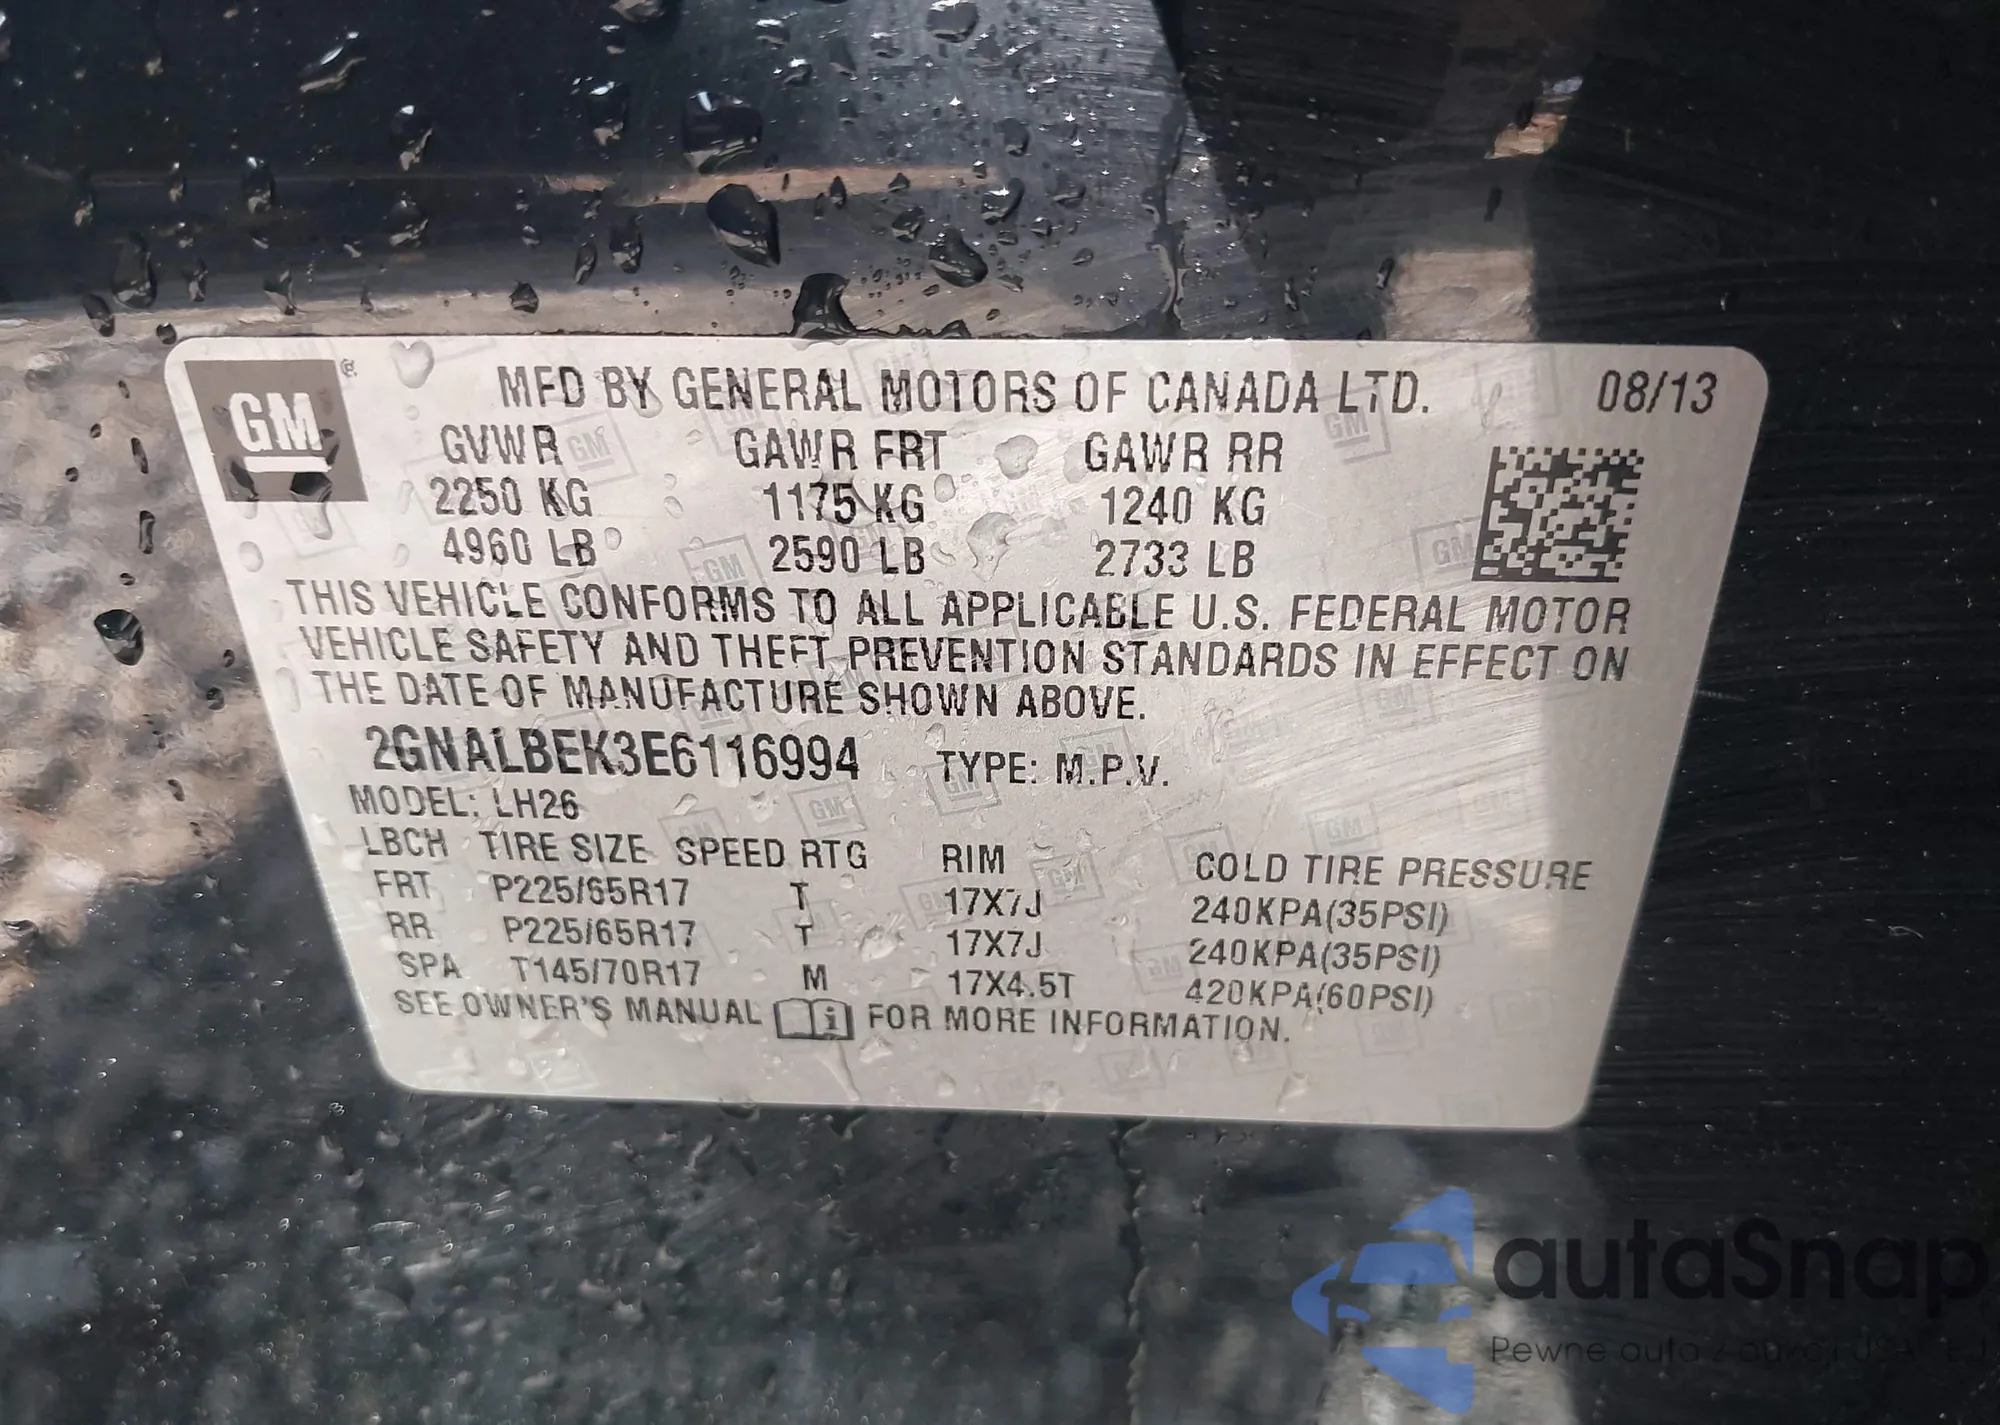 GM ®
MFD BY GENERAL MOTORS OF CANADA LTD. 08/13
GVWR GAWR FRT GAWR RR
2250 KG 1175 KG 1240 KG
4960 LB 2590 LB 2733 LB
THIS VEHICLE CONFORMS TO ALL APPLICABLE U.S. FEDERAL MOTOR
VEHICLE SAFETY AND THEFT PREVENTION STANDARDS IN EFFECT ON
THE DATE OF MANUFACTURE SHOWN ABOVE.
2GNALBEK3E6116994 TYPE: M.P.V.
MODEL: LH26
LBCH TIRE SIZE SPEED RTG RIM COLD TIRE PRESSURE
FRT P225/65R17 T 17X7J 240KPA(35PSI)
RR P225/65R17 T 17X7J 240KPA(35PSI)
SPA T145/70R17 M 17X4.5T 420KPA(60PSI)
SEE OWNER'S MANUAL i FOR MORE INFORMATION.
autaSnap
Pewne auta z aukcji USA